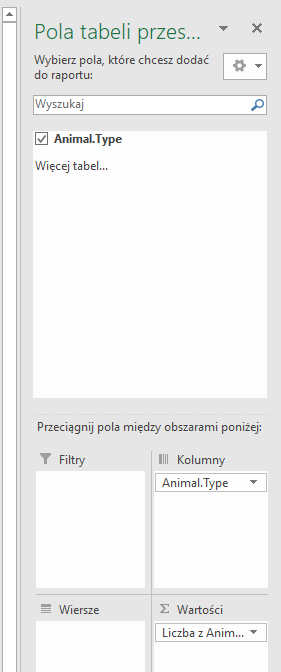 Pola tabeli przes...
Wybierz pola, które chcesz dodać
do raportu:
Wyszukaj
Animal.Type
Więcej tabel...
Przeciągnij pola między obszarami poniżej:
Filtry
Kolumny
Animal.Type
Wiersze
Wartości
Liczba z Anim...